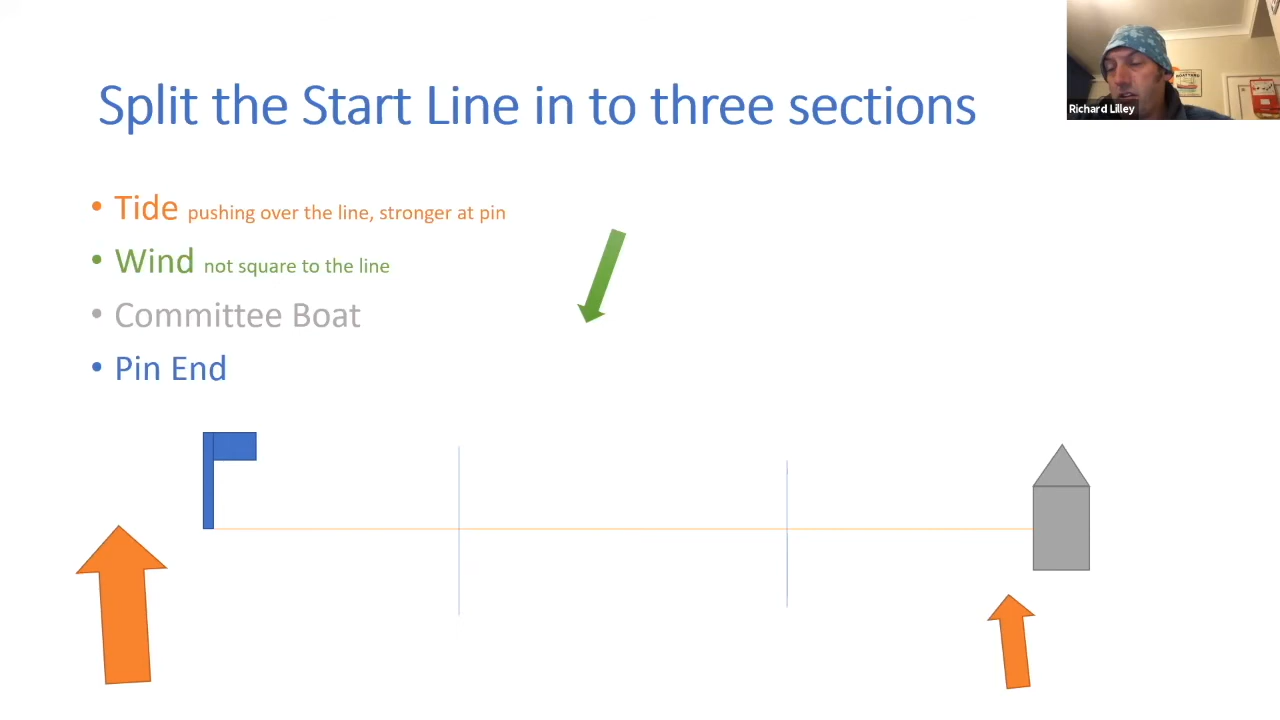 Split the Start Line in to three sections
Richard Lilley
• Tide pushing over the line, stronger at pin
• Wind not square to the line
• Committee Boat
• Pin End